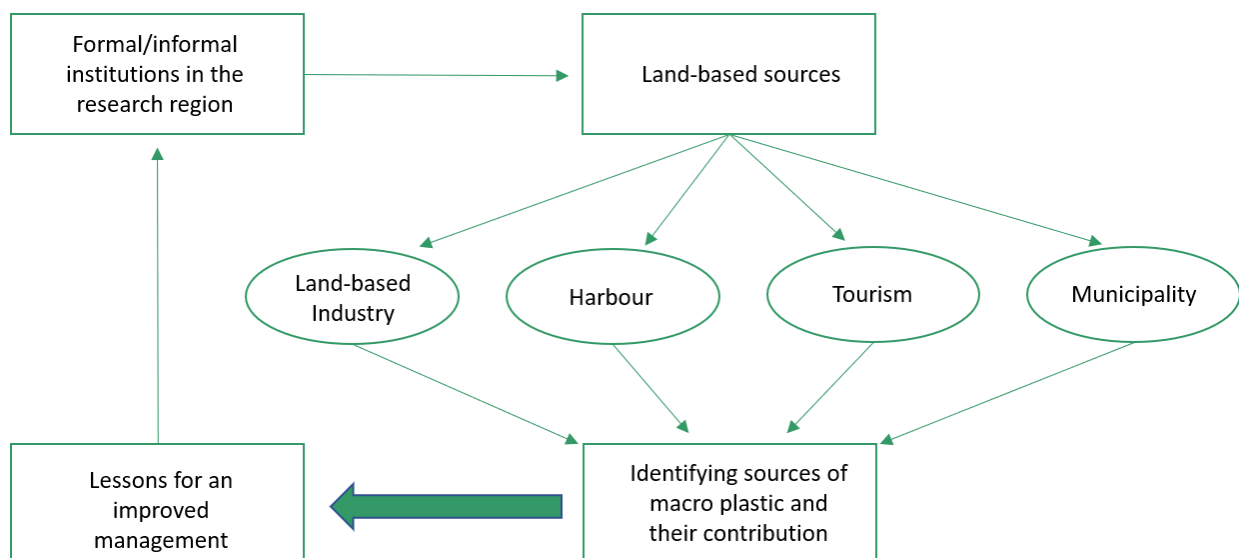 Formal/informal
institutions in the
research region
Land-based sources
Land-based
Industry
Harbour
Tourism
Municipality
Lessons for an
improved
management
Identifying sources of
macro plastic and
their contribution